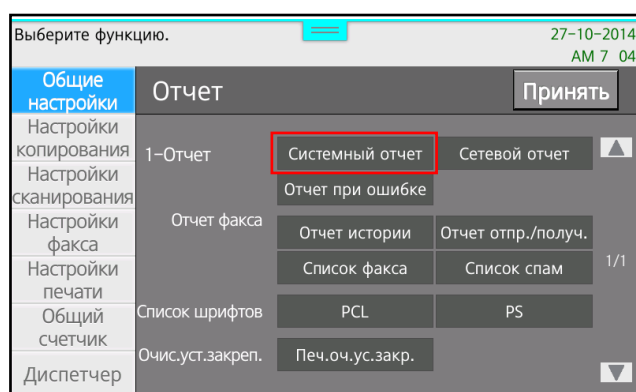 Выберите функцию.
27-10-2014
AM 7 04
Общие
настройки
Отчет
Принять
Настройки
копирования
Настройки
сканирования
Настройки
факса
Настройки
печати
Общий
счетчик
Диспетчер
1-Отчет
Системный отчет
Сетевой отчет
Отчет при ошибке
Отчет факса
Отчет истории
Отчет отпр./получ.
Список факса
Список спам
1/1
Список шрифтов
PCL
PS
Очис.уст.закреп.
Печ.оч.ус.закр.